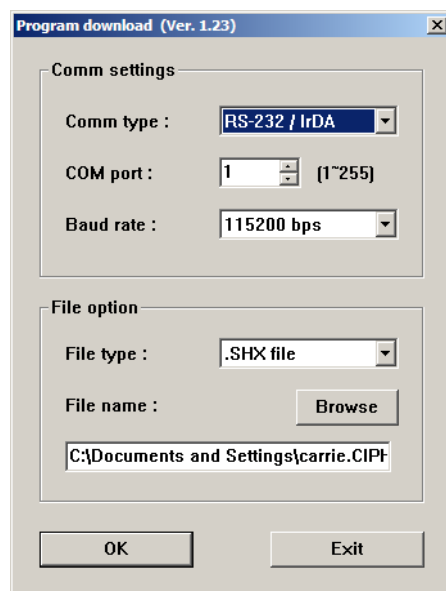 Program download (Ver. 1.23)
Comm settings
Comm type : RS-232 / IrDA
COM port : 1 (1~255)
Baud rate : 115200 bps
File option
File type : .SHX file
File name : Browse
C:\Documents and Settings\carrie.CIPH
OK Exit